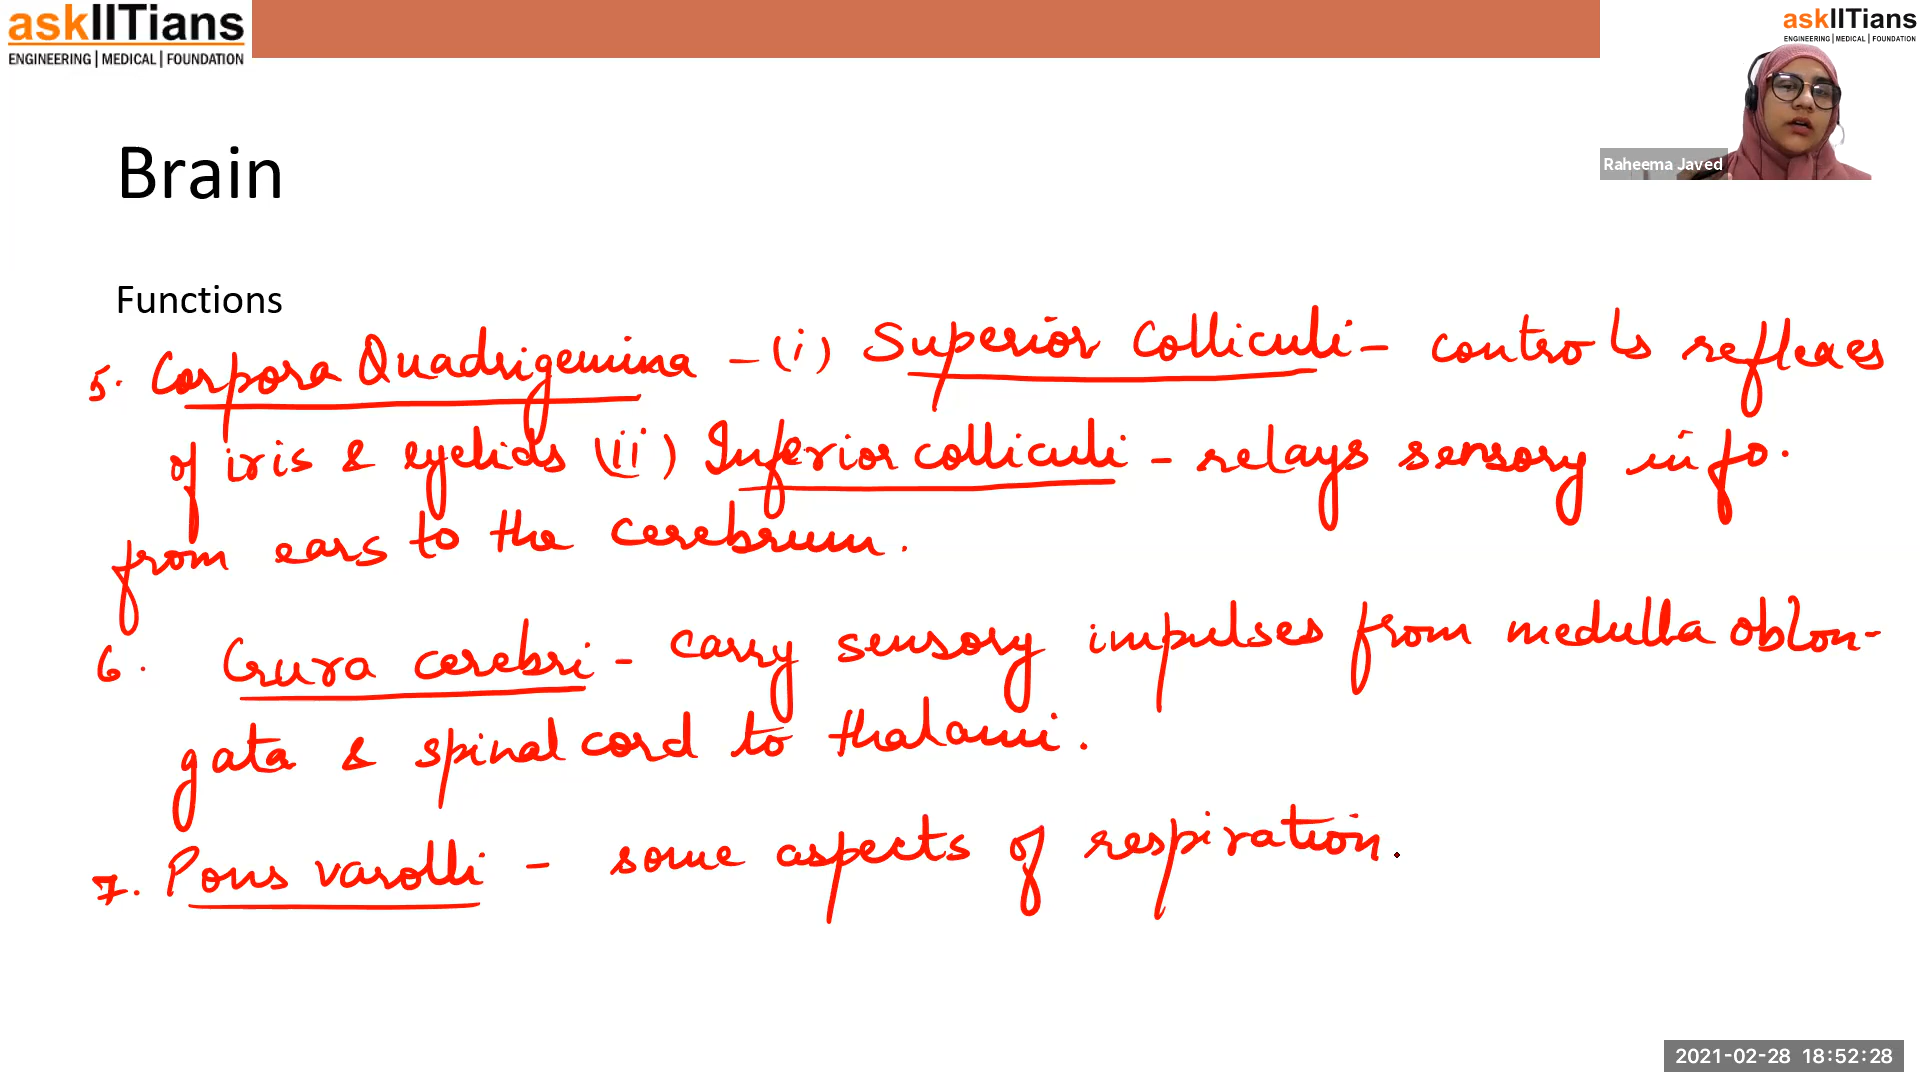 askIITians
ENGINEERING | MEDICAL | FOUNDATION
askIITians
ENGINEERING | MEDICAL | FOUNDATION
Raheema Javed
Brain
Functions
5. Corpora Quadrigemina - (i) Superior Colliculi - controls reflexes
of iris & eyelids (ii) Inferior colliculi - relays sensory info.
from ears to the cerebrum.
6. Crura cerebri - carry sensory impulses from medulla oblon-
gata & spinal cord to thalami.
7. Pons varolli - some aspects of respiration.
2021-02-28 18:52:28